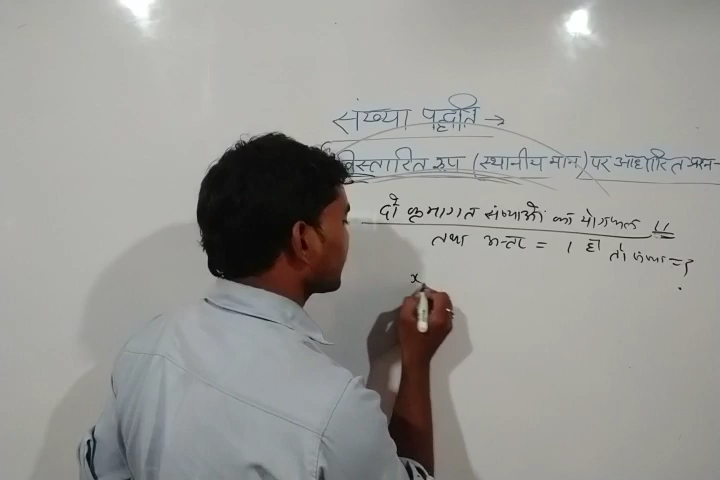 संख्या पद्धति →
विस्तारित रूप (स्थानीय मान) पर आधारित प्रश्न-
दो क्रमागत संख्याओं का योगफल 11
तथा अन्तर = 1 हो तो संख्या = ?
x